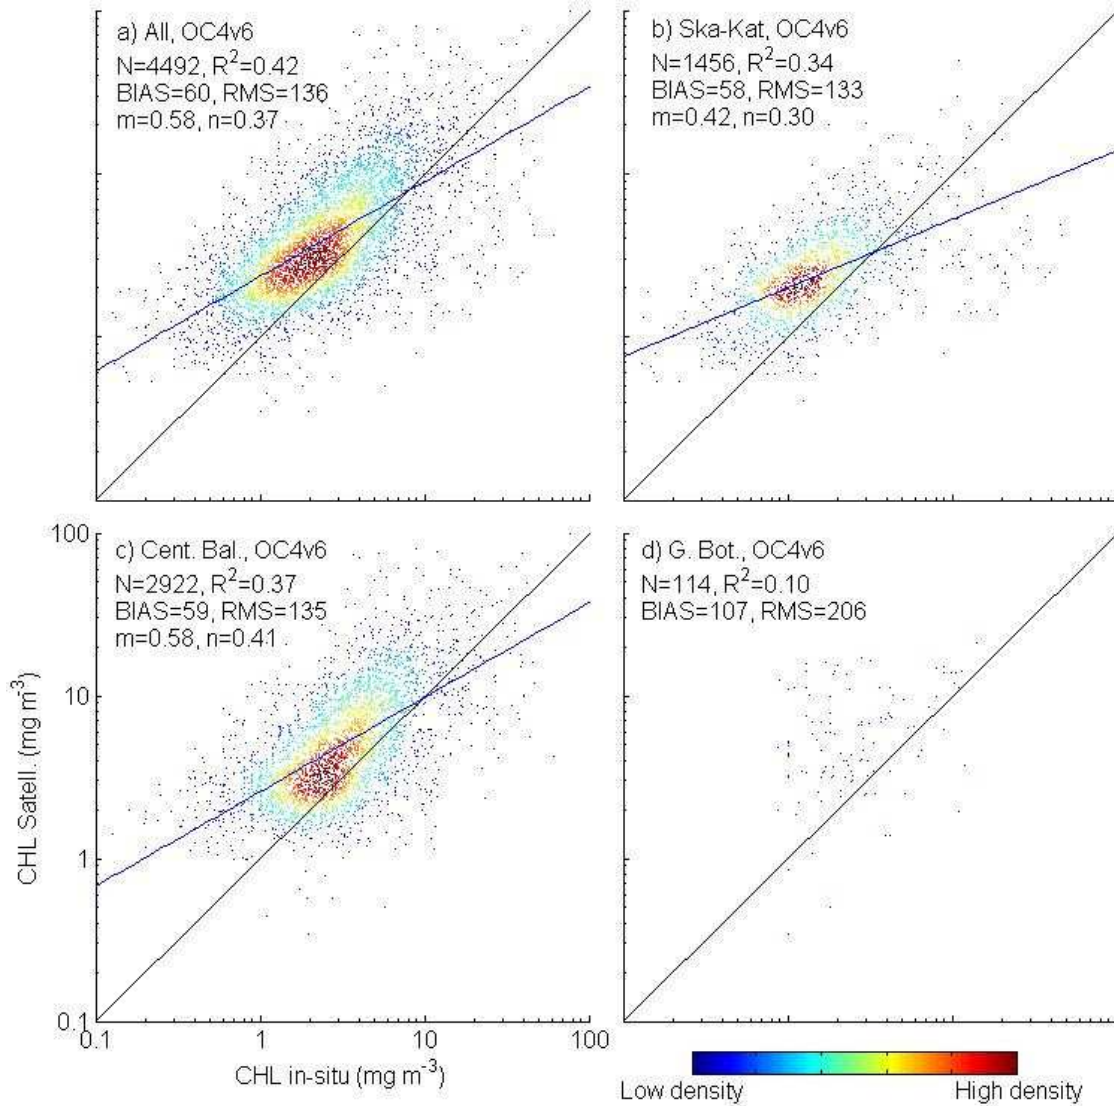 a) All, OC4v6
N=4492, R²=0.42
BIAS=60, RMS=136
m=0.58, n=0.37
b) Ska-Kat, OC4v6
N=1456, R²=0.34
BIAS=58, RMS=133
m=0.42, n=0.30
c) Cent. Bal., OC4v6
N=2922, R²=0.37
BIAS=59, RMS=135
m=0.58, n=0.41
d) G. Bot., OC4v6
N=114, R²=0.10
BIAS=107, RMS=206
100
10
1
0.1
CHL Satell. (mg m⁻³)
0.1 1 10 100
CHL in-situ (mg m⁻³)
Low density High density